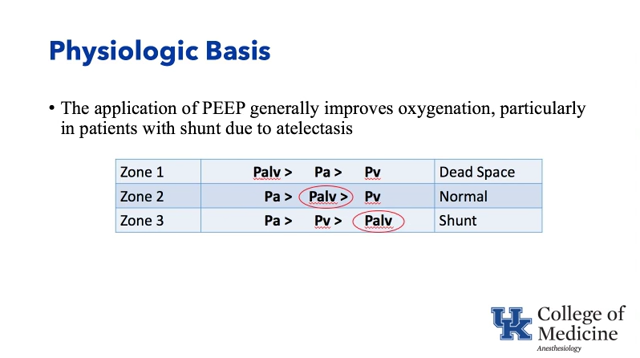 Physiologic Basis
• The application of PEEP generally improves oxygenation, particularly
in patients with shunt due to atelectasis
Zone 1 Palv > Pa > Pv Dead Space
Zone 2 Pa > Palv > Pv Normal
Zone 3 Pa > Pv > Palv Shunt
UK College of
Medicine
Anesthesiology